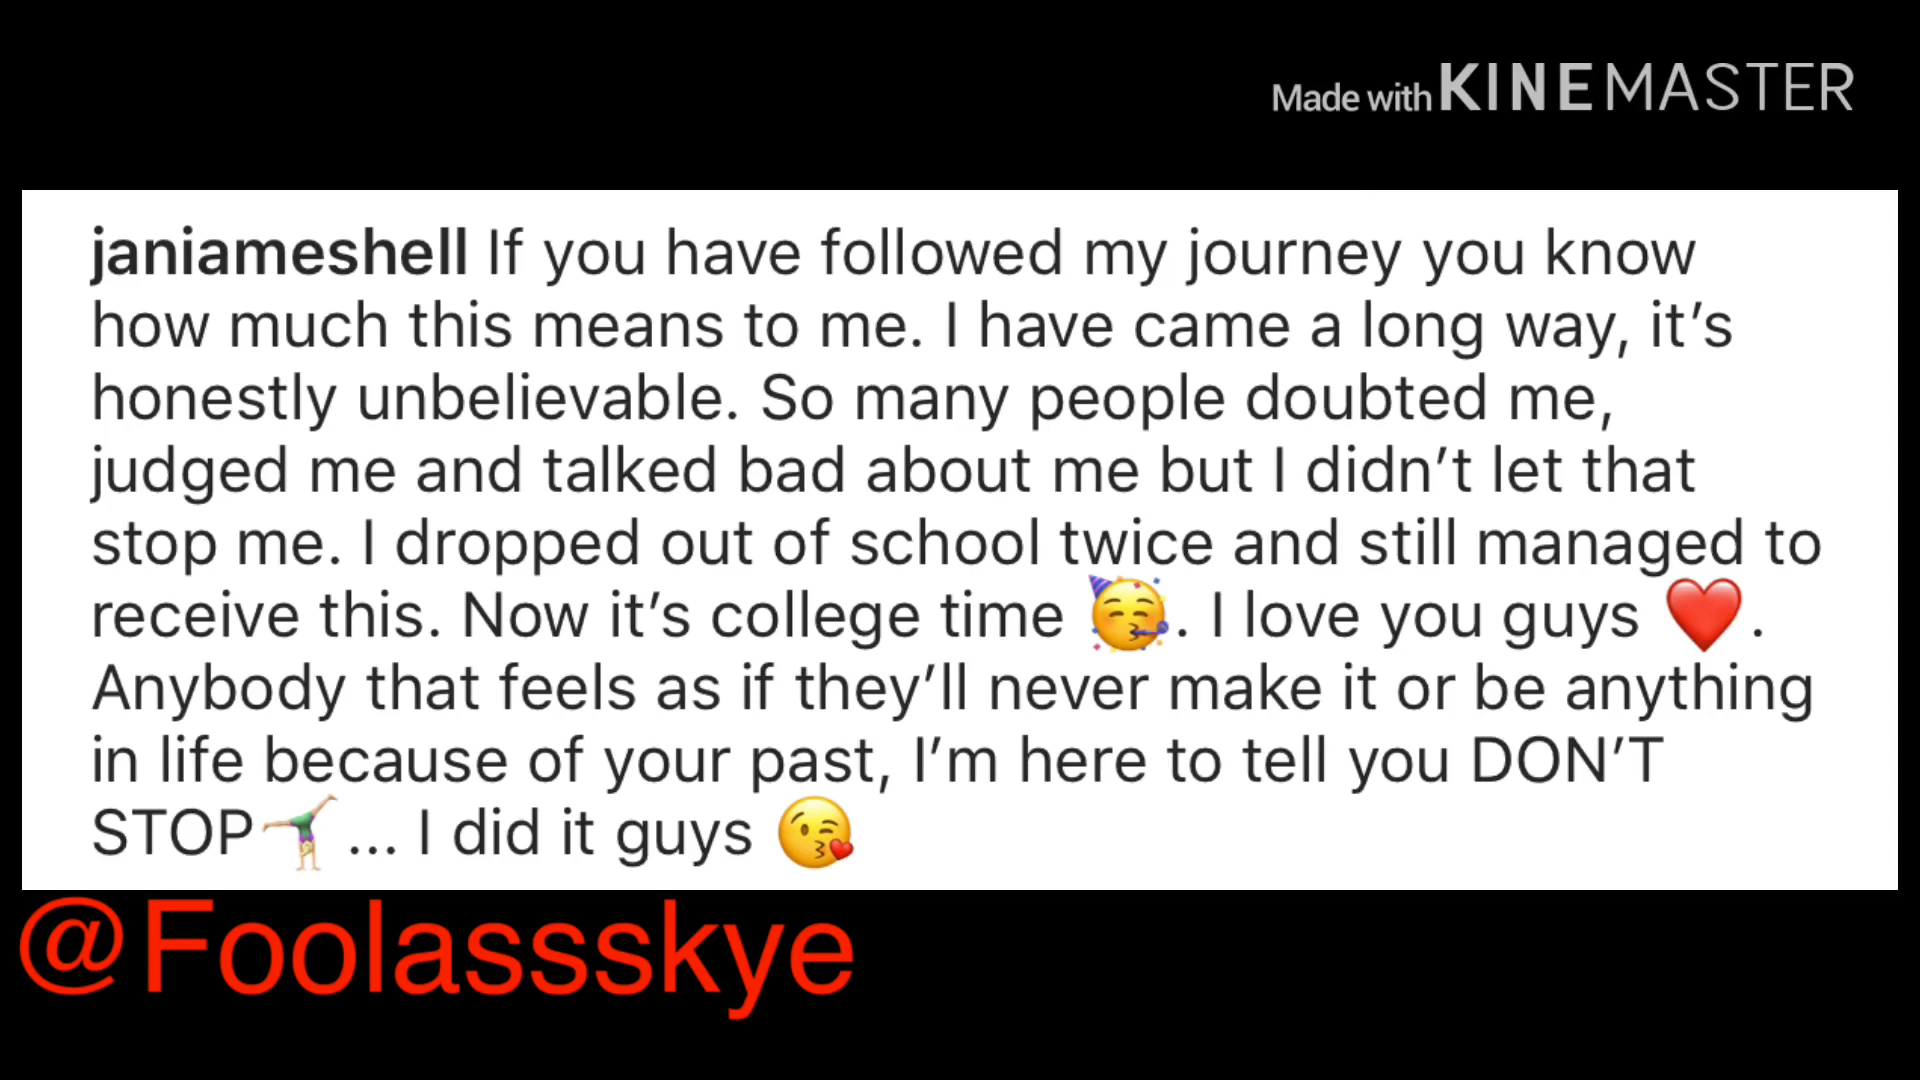 Made with KINEMASTER
janiameshell If you have followed my journey you know
how much this means to me. I have came a long way, it’s
honestly unbelievable. So many people doubted me,
judged me and talked bad about me but I didn’t let that
stop me. I dropped out of school twice and still managed to
receive this. Now it’s college time 🥳. I love you guys ❤️.
Anybody that feels as if they’ll never make it or be anything
in life because of your past, I’m here to tell you DON’T
STOP🤸🏼‍♀️... I did it guys 😘
@Foolassskye